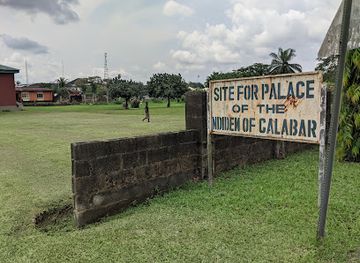 SITE FOR PALACE
OF THE
NDIDEM OF CALABAR